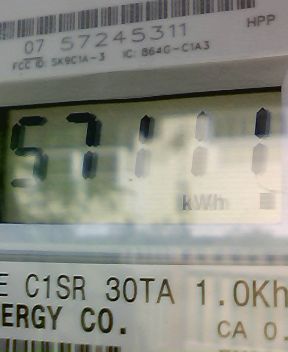 HPP
07 57245311
FCC ID: SK9C1A-3 IC: 864G-C1A3
57111
kWh
E C1SR 30TA 1.0Kh
ERGY CO.
CA 0.